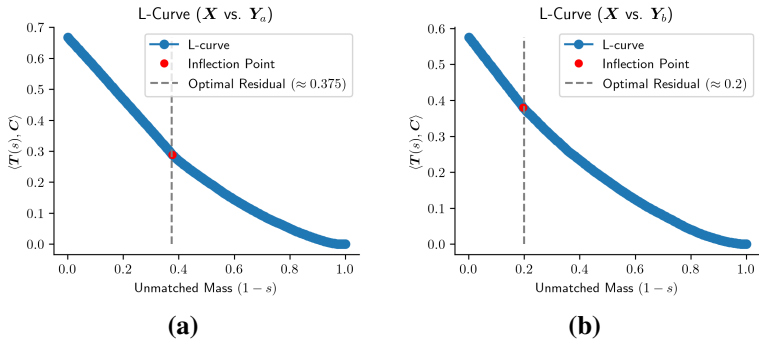 L-Curve (X vs. Yₐ)
0.7
0.6
0.5
0.4
0.3
0.2
0.1
0.0
⟨T(s), C⟩
L-curve
Inflection Point
Optimal Residual (≈ 0.375)
0.0 0.2 0.4 0.6 0.8 1.0
Unmatched Mass (1 − s)
(a)
L-Curve (X vs. Y_b)
0.6
0.5
0.4
0.3
0.2
0.1
0.0
⟨T(s), C⟩
L-curve
Inflection Point
Optimal Residual (≈ 0.2)
0.0 0.2 0.4 0.6 0.8 1.0
Unmatched Mass (1 − s)
(b)